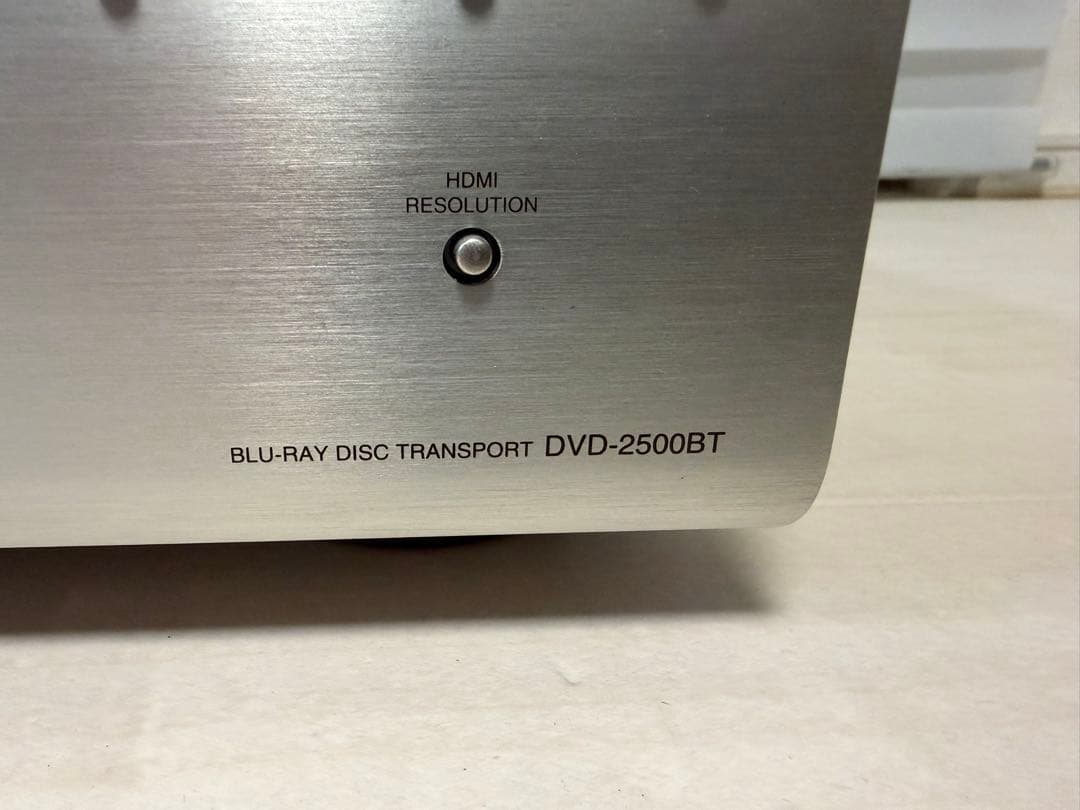 HDMI
RESOLUTION
BLU-RAY DISC TRANSPORT DVD-2500BT